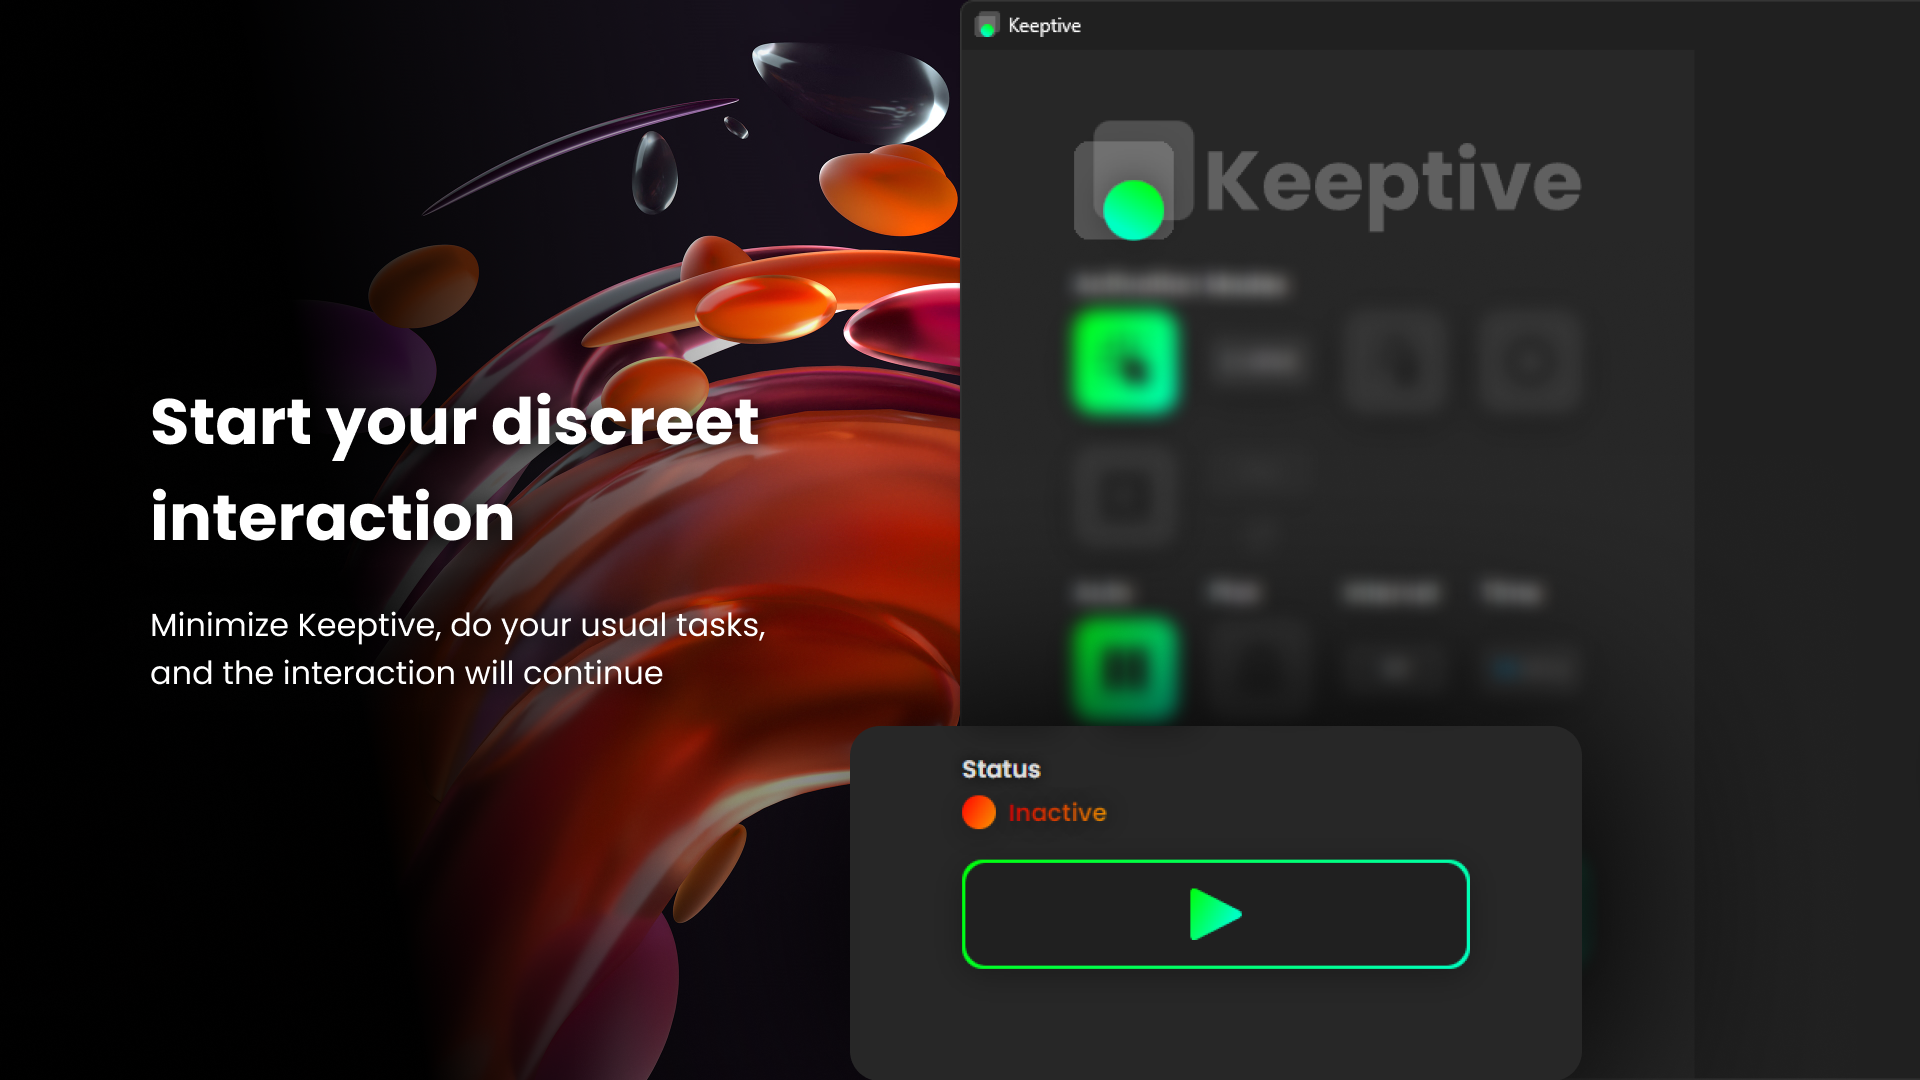 Keeptive
Keeptive
Start your discreet
interaction
Minimize Keeptive, do your usual tasks,
and the interaction will continue
Status
Inactive